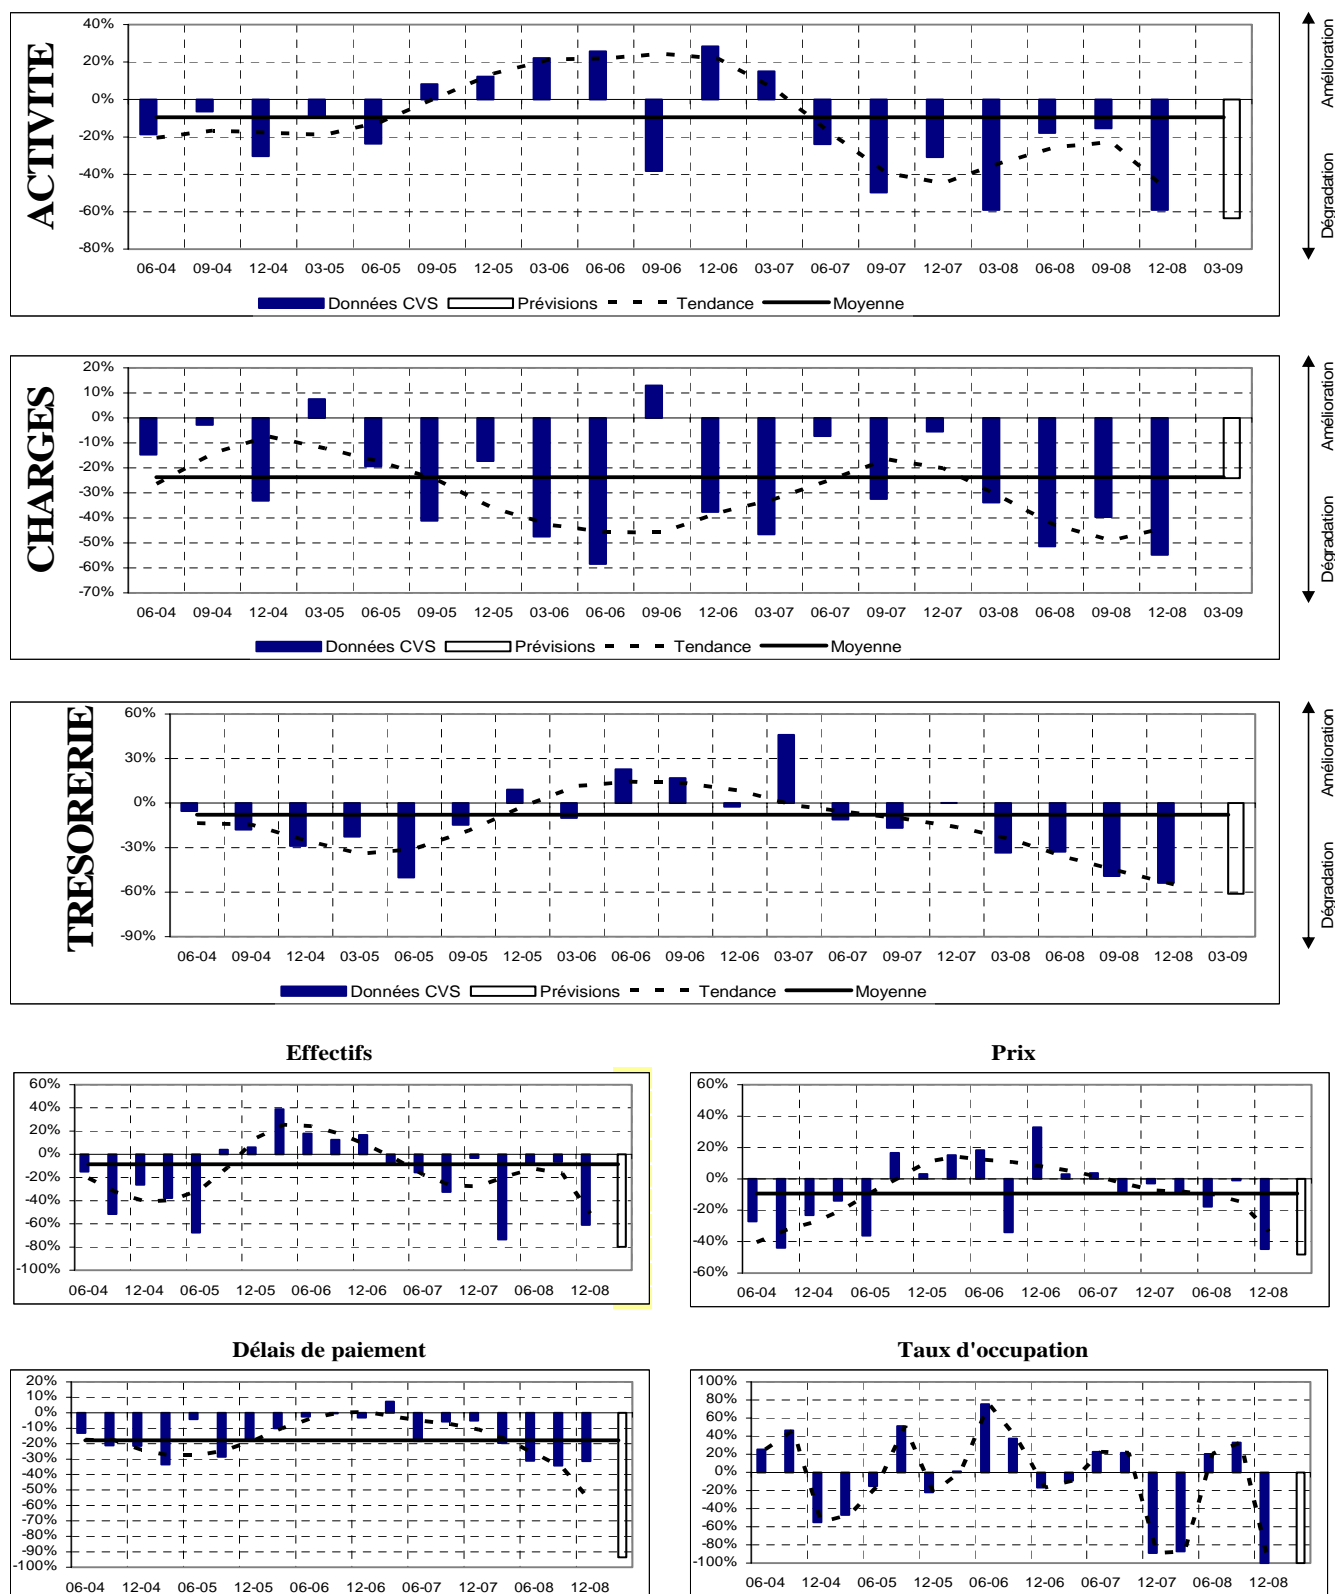 ACTIVITE
40%
20%
0%
-20%
-40%
-60%
-80%
06-04 09-04 12-04 03-05 06-05 09-05 12-05 03-06 06-06 09-06 12-06 03-07 06-07 09-07 12-07 03-08 06-08 09-08 12-08 03-09
Données CVS Prévisions Tendance Moyenne
Amélioration
Dégradation
CHARGES
20%
10%
0%
-10%
-20%
-30%
-40%
-50%
-60%
-70%
06-04 09-04 12-04 03-05 06-05 09-05 12-05 03-06 06-06 09-06 12-06 03-07 06-07 09-07 12-07 03-08 06-08 09-08 12-08 03-09
Données CVS Prévisions Tendance Moyenne
Amélioration
Dégradation
TRESORERIE
60%
30%
0%
-30%
-60%
-90%
06-04 09-04 12-04 03-05 06-05 09-05 12-05 03-06 06-06 09-06 12-06 03-07 06-07 09-07 12-07 03-08 06-08 09-08 12-08 03-09
Données CVS Prévisions Tendance Moyenne
Amélioration
Dégradation
Effectifs
60%
40%
20%
0%
-20%
-40%
-60%
-80%
-100%
06-04 12-04 06-05 12-05 06-06 12-06 06-07 12-07 06-08 12-08
Prix
60%
40%
20%
0%
-20%
-40%
-60%
06-04 12-04 06-05 12-05 06-06 12-06 06-07 12-07 06-08 12-08
Délais de paiement
20%
10%
0%
-10%
-20%
-30%
-40%
-50%
-60%
-70%
-80%
-90%
-100%
06-04 12-04 06-05 12-05 06-06 12-06 06-07 12-07 06-08 12-08
Taux d'occupation
100%
80%
60%
40%
20%
0%
-20%
-40%
-60%
-80%
-100%
06-04 12-04 06-05 12-05 06-06 12-06 06-07 12-07 06-08 12-08